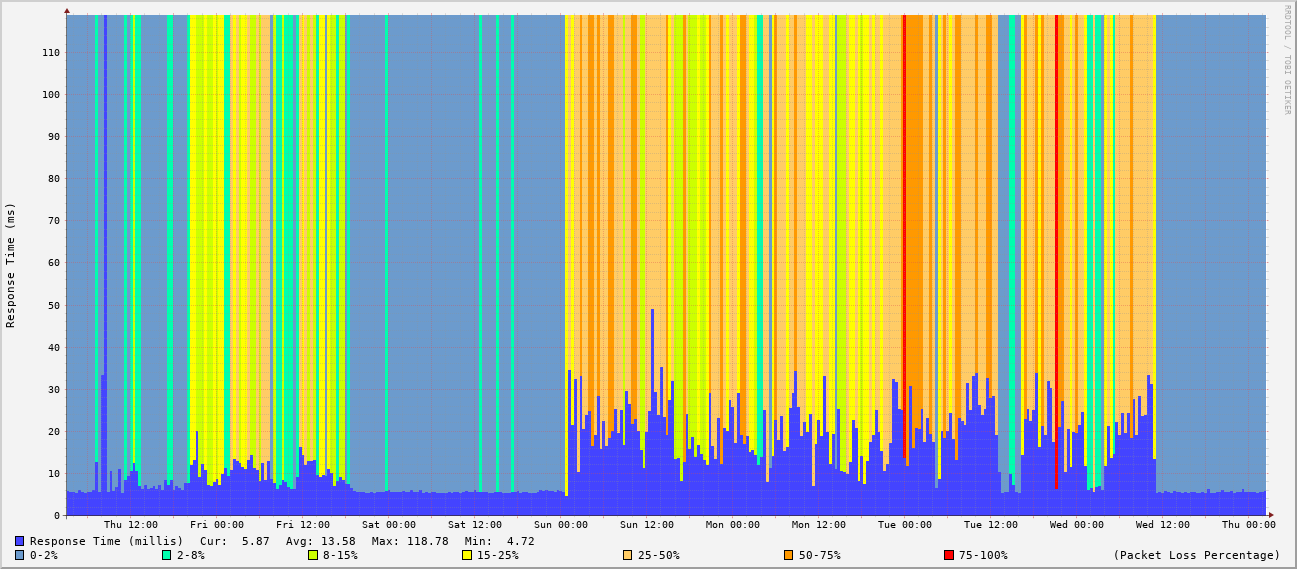 RRDTOOL / TOBI OETIKER
Response Time (ms)
110
100
90
80
70
60
50
40
30
20
10
0
Thu 12:00 Fri 00:00 Fri 12:00 Sat 00:00 Sat 12:00 Sun 00:00 Sun 12:00 Mon 00:00 Mon 12:00 Tue 00:00 Tue 12:00 Wed 00:00 Wed 12:00 Thu 00:00
Response Time (millis) Cur: 5.87 Avg: 13.58 Max: 118.78 Min: 4.72
0-2% 2-8% 8-15% 15-25% 25-50% 50-75% 75-100% (Packet Loss Percentage)